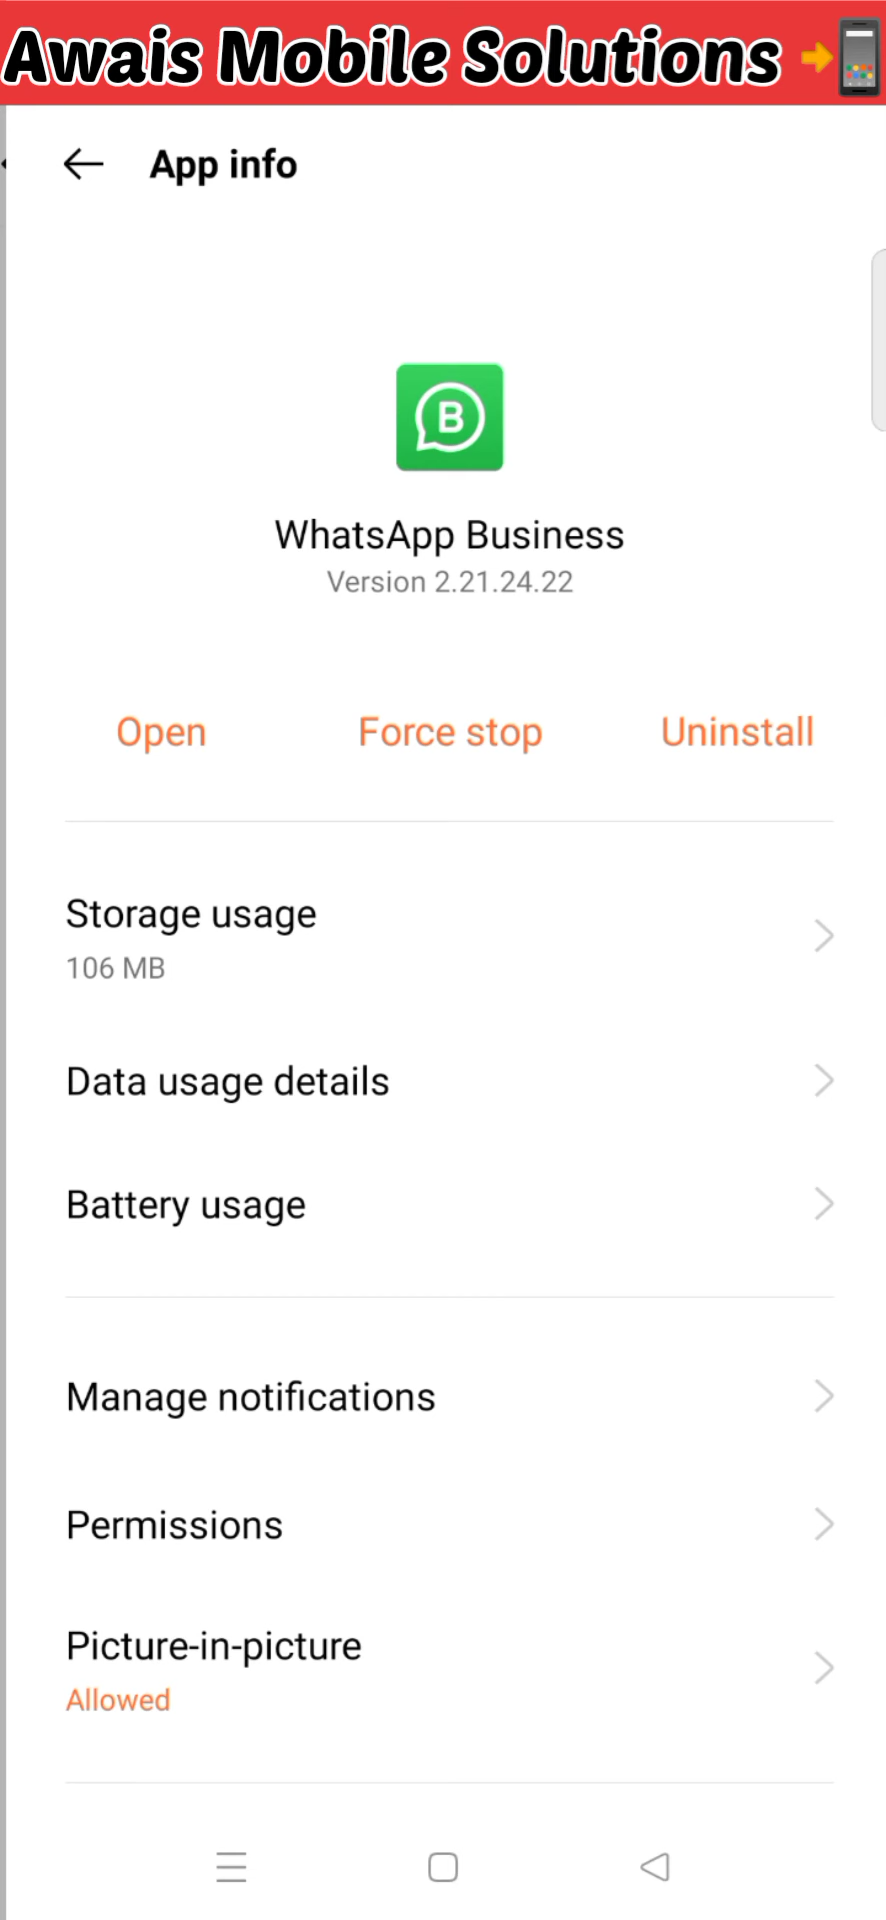 Awais Mobile Solutions
App info
B
WhatsApp Business
Version 2.21.24.22
Open Force stop Uninstall
Storage usage
106 MB
Data usage details
Battery usage
Manage notifications
Permissions
Picture-in-picture
Allowed